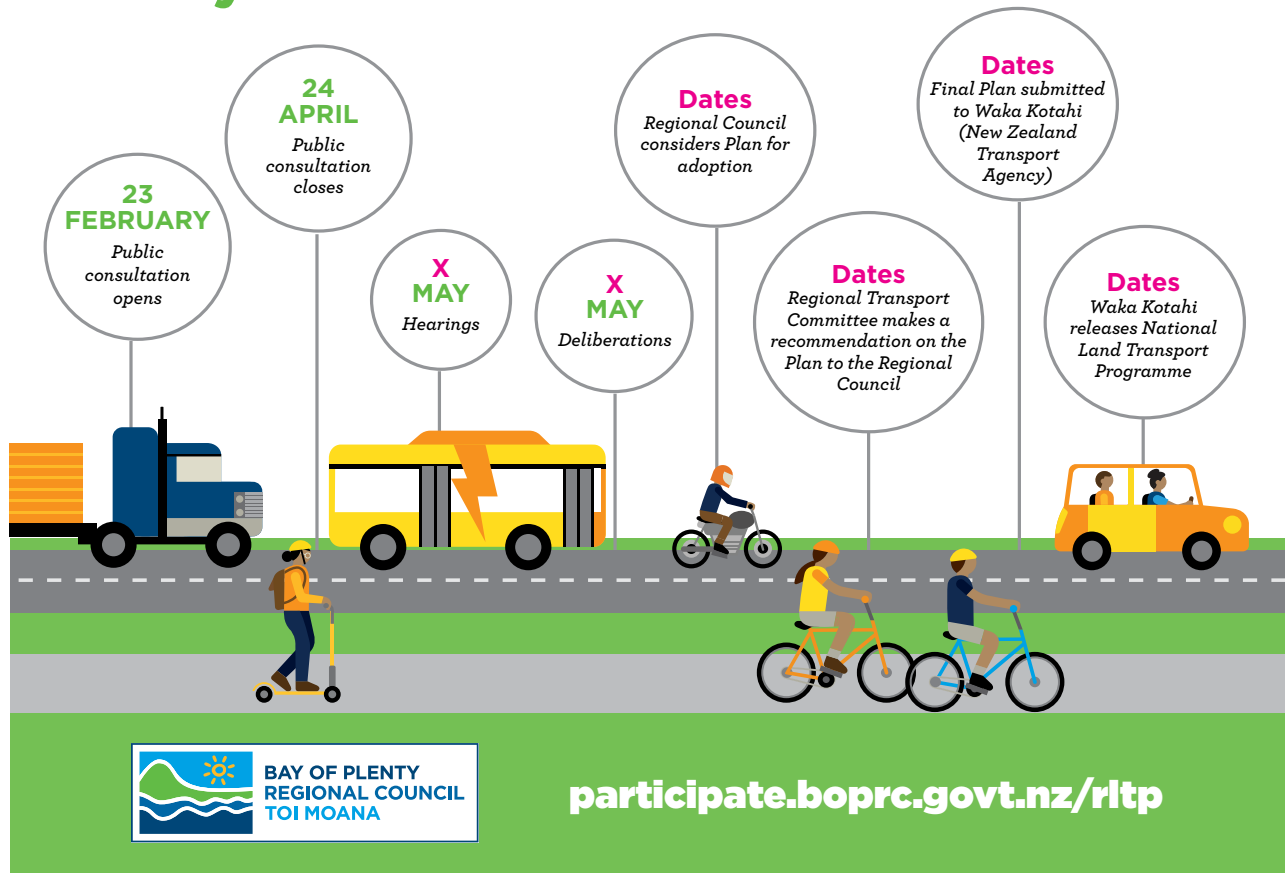 23
FEBRUARY
Public
consultation
opens
24
APRIL
Public
consultation
closes
X
MAY
Hearings
X
MAY
Deliberations
Dates
Regional Council
considers Plan for
adoption
Dates
Regional Transport
Committee makes a
recommendation on the
Plan to the Regional
Council
Dates
Final Plan submitted
to Waka Kotahi
(New Zealand
Transport
Agency)
Dates
Waka Kotahi
releases National
Land Transport
Programme
BAY OF PLENTY
REGIONAL COUNCIL
TOI MOANA
participate.boprc.govt.nz/rltp